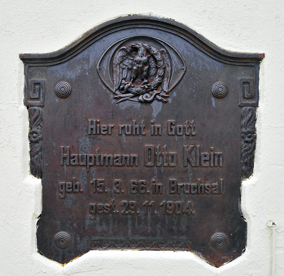 Hier ruht in Gott
Hauptmann Otto Klein
geb. 15. 3. 66. in Bruchsal
gest. 29. 11. 1904.